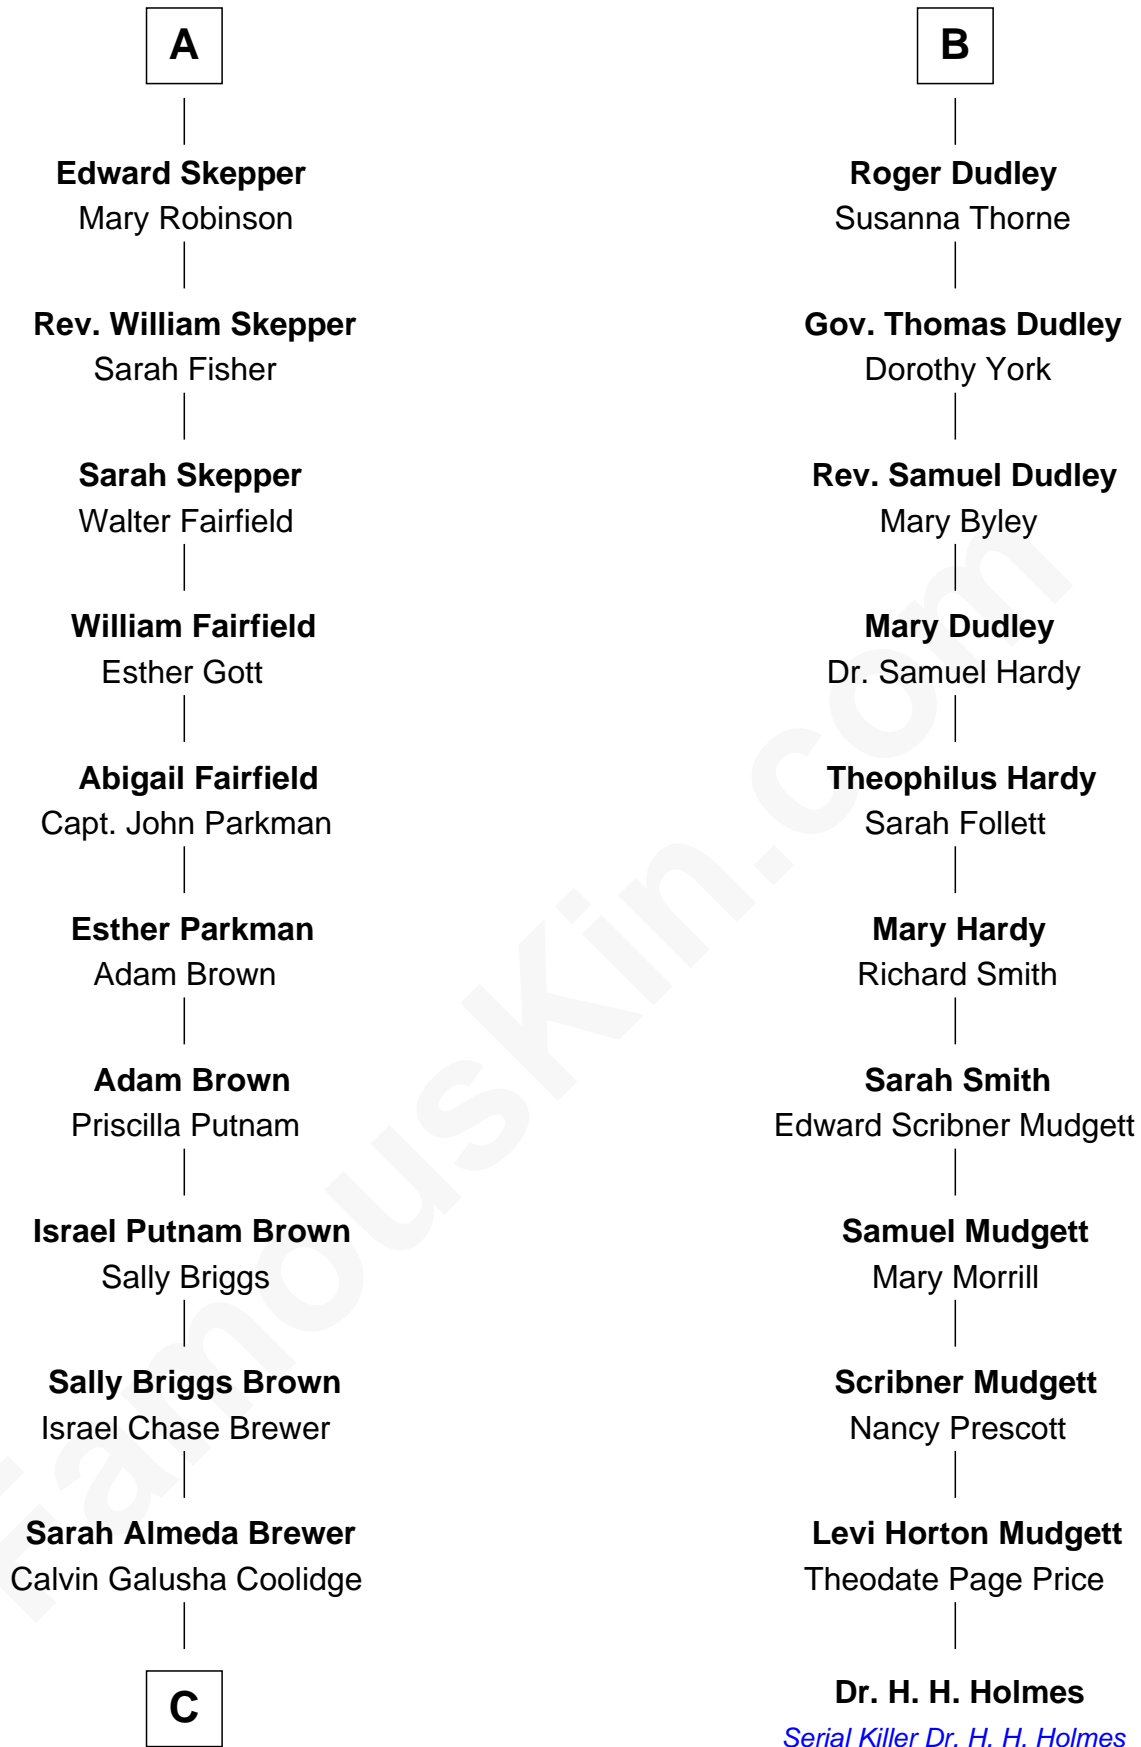 A
Edward Skepper
Mary Robinson
Rev. William Skepper
Sarah Fisher
Sarah Skepper
Walter Fairfield
William Fairfield
Esther Gott
Abigail Fairfield
Capt. John Parkman
Esther Parkman
Adam Brown
Adam Brown
Priscilla Putnam
Israel Putnam Brown
Sally Briggs
Sally Briggs Brown
Israel Chase Brewer
Sarah Almeda Brewer
Calvin Galusha Coolidge
C
B
Roger Dudley
Susanna Thorne
Gov. Thomas Dudley
Dorothy York
Rev. Samuel Dudley
Mary Byley
Mary Dudley
Dr. Samuel Hardy
Theophilus Hardy
Sarah Follett
Mary Hardy
Richard Smith
Sarah Smith
Edward Scribner Mudgett
Samuel Mudgett
Mary Morrill
Scribner Mudgett
Nancy Prescott
Levi Horton Mudgett
Theodate Page Price
Dr. H. H. Holmes
Serial Killer Dr. H. H. Holmes
FamousKin.com